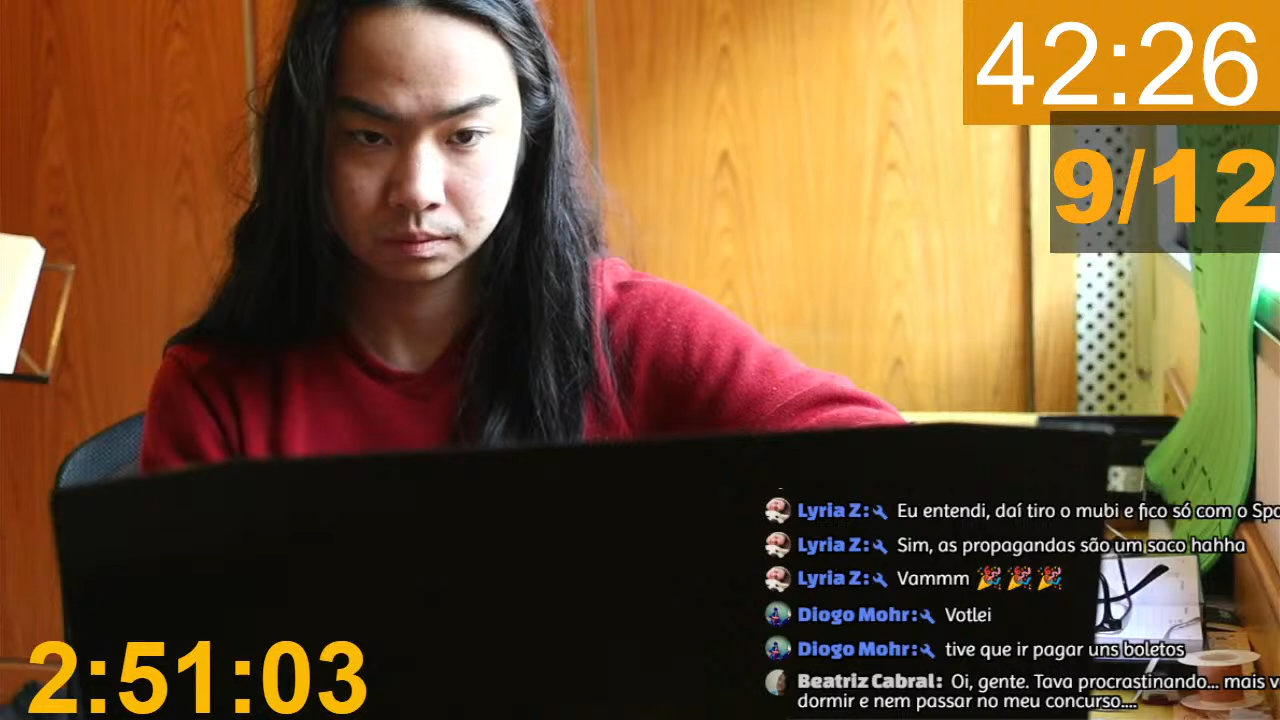 42:26
9/12
Lyria Z: Eu entendi, daí tiro o mubi e fico só com o Spo
Lyria Z: Sim, as propagandas são um saco hahha
Lyria Z: Vammm 🎉 🎉 🎉
Diogo Mohr: Votlei
Diogo Mohr: tive que ir pagar uns boletos
Beatriz Cabral: Oi, gente. Tava procrastinando... mais v
dormir e nem passar no meu concurso....
2:51:03